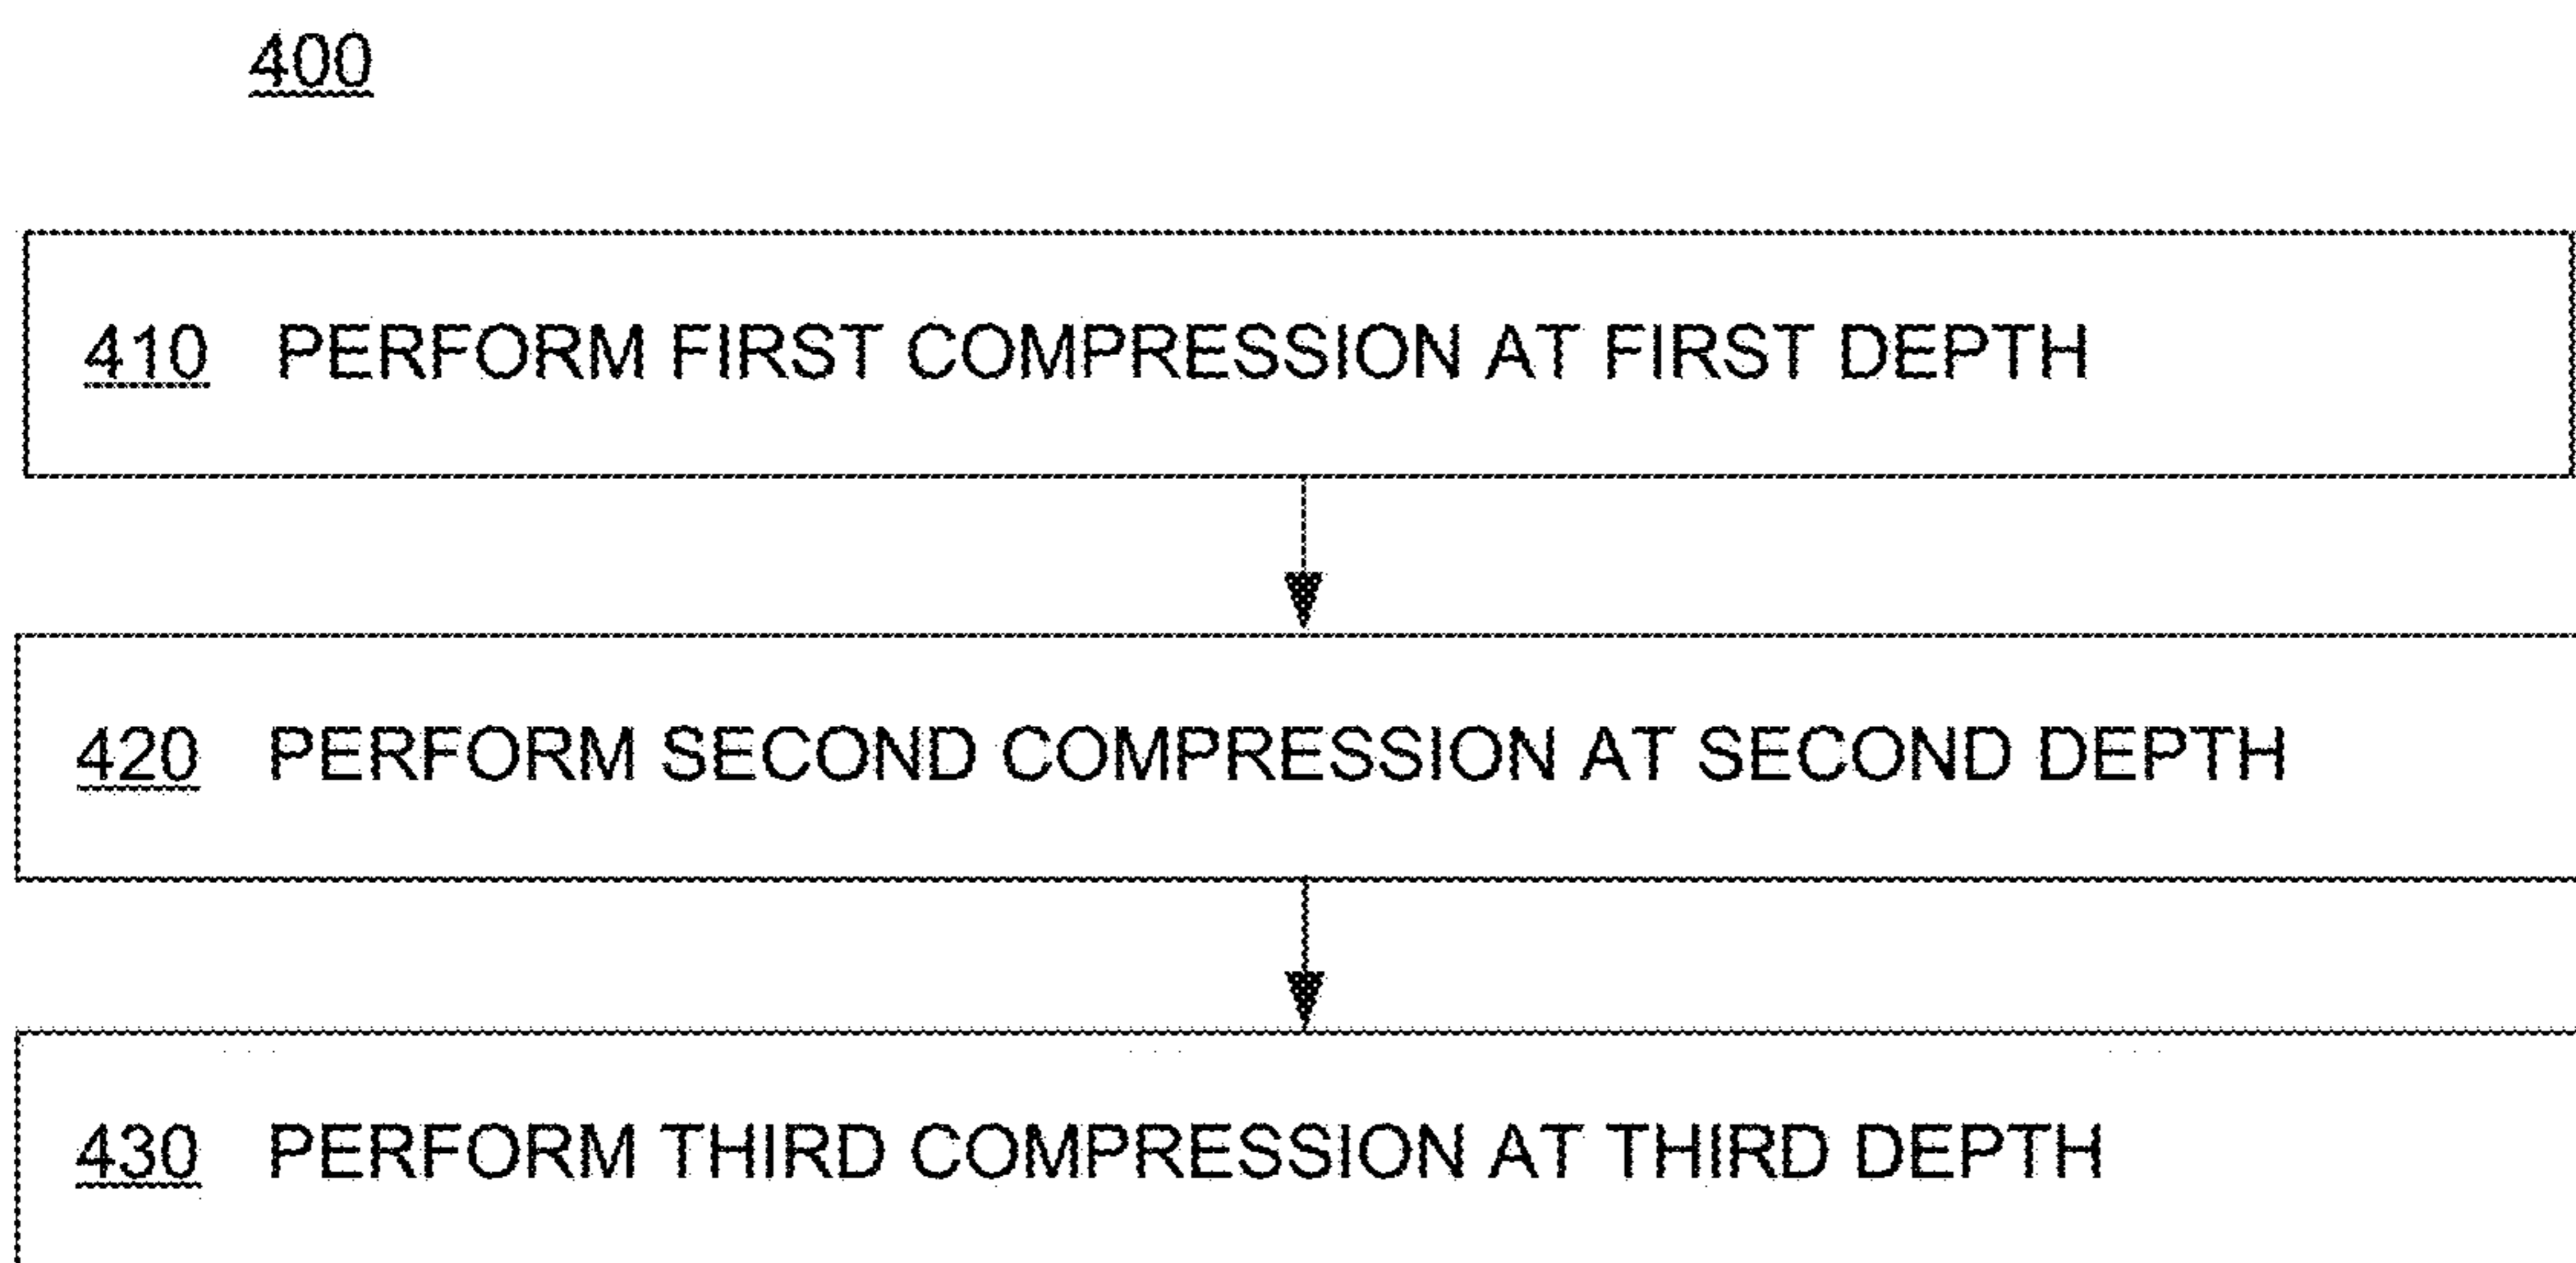 400
410 PERFORM FIRST COMPRESSION AT FIRST DEPTH
420 PERFORM SECOND COMPRESSION AT SECOND DEPTH
430 PERFORM THIRD COMPRESSION AT THIRD DEPTH